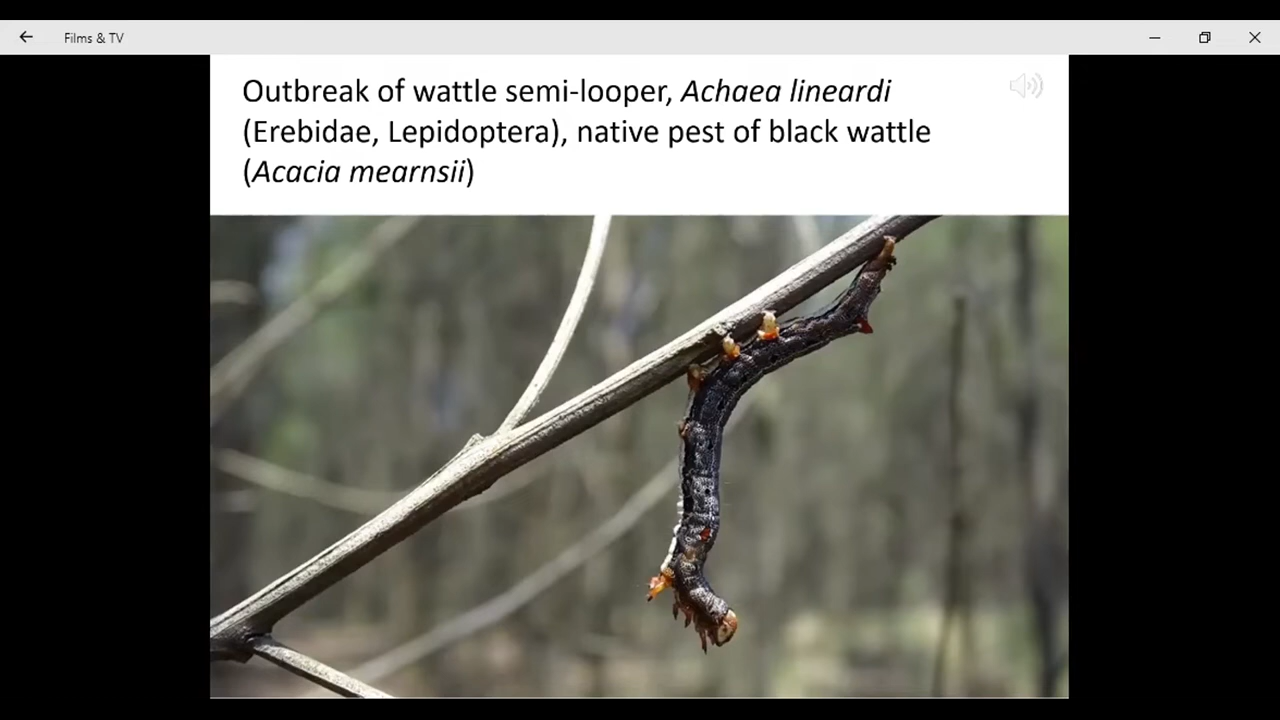 Films & TV
Outbreak of wattle semi-looper, Achaea lineardi
(Erebidae, Lepidoptera), native pest of black wattle
(Acacia mearnsii)